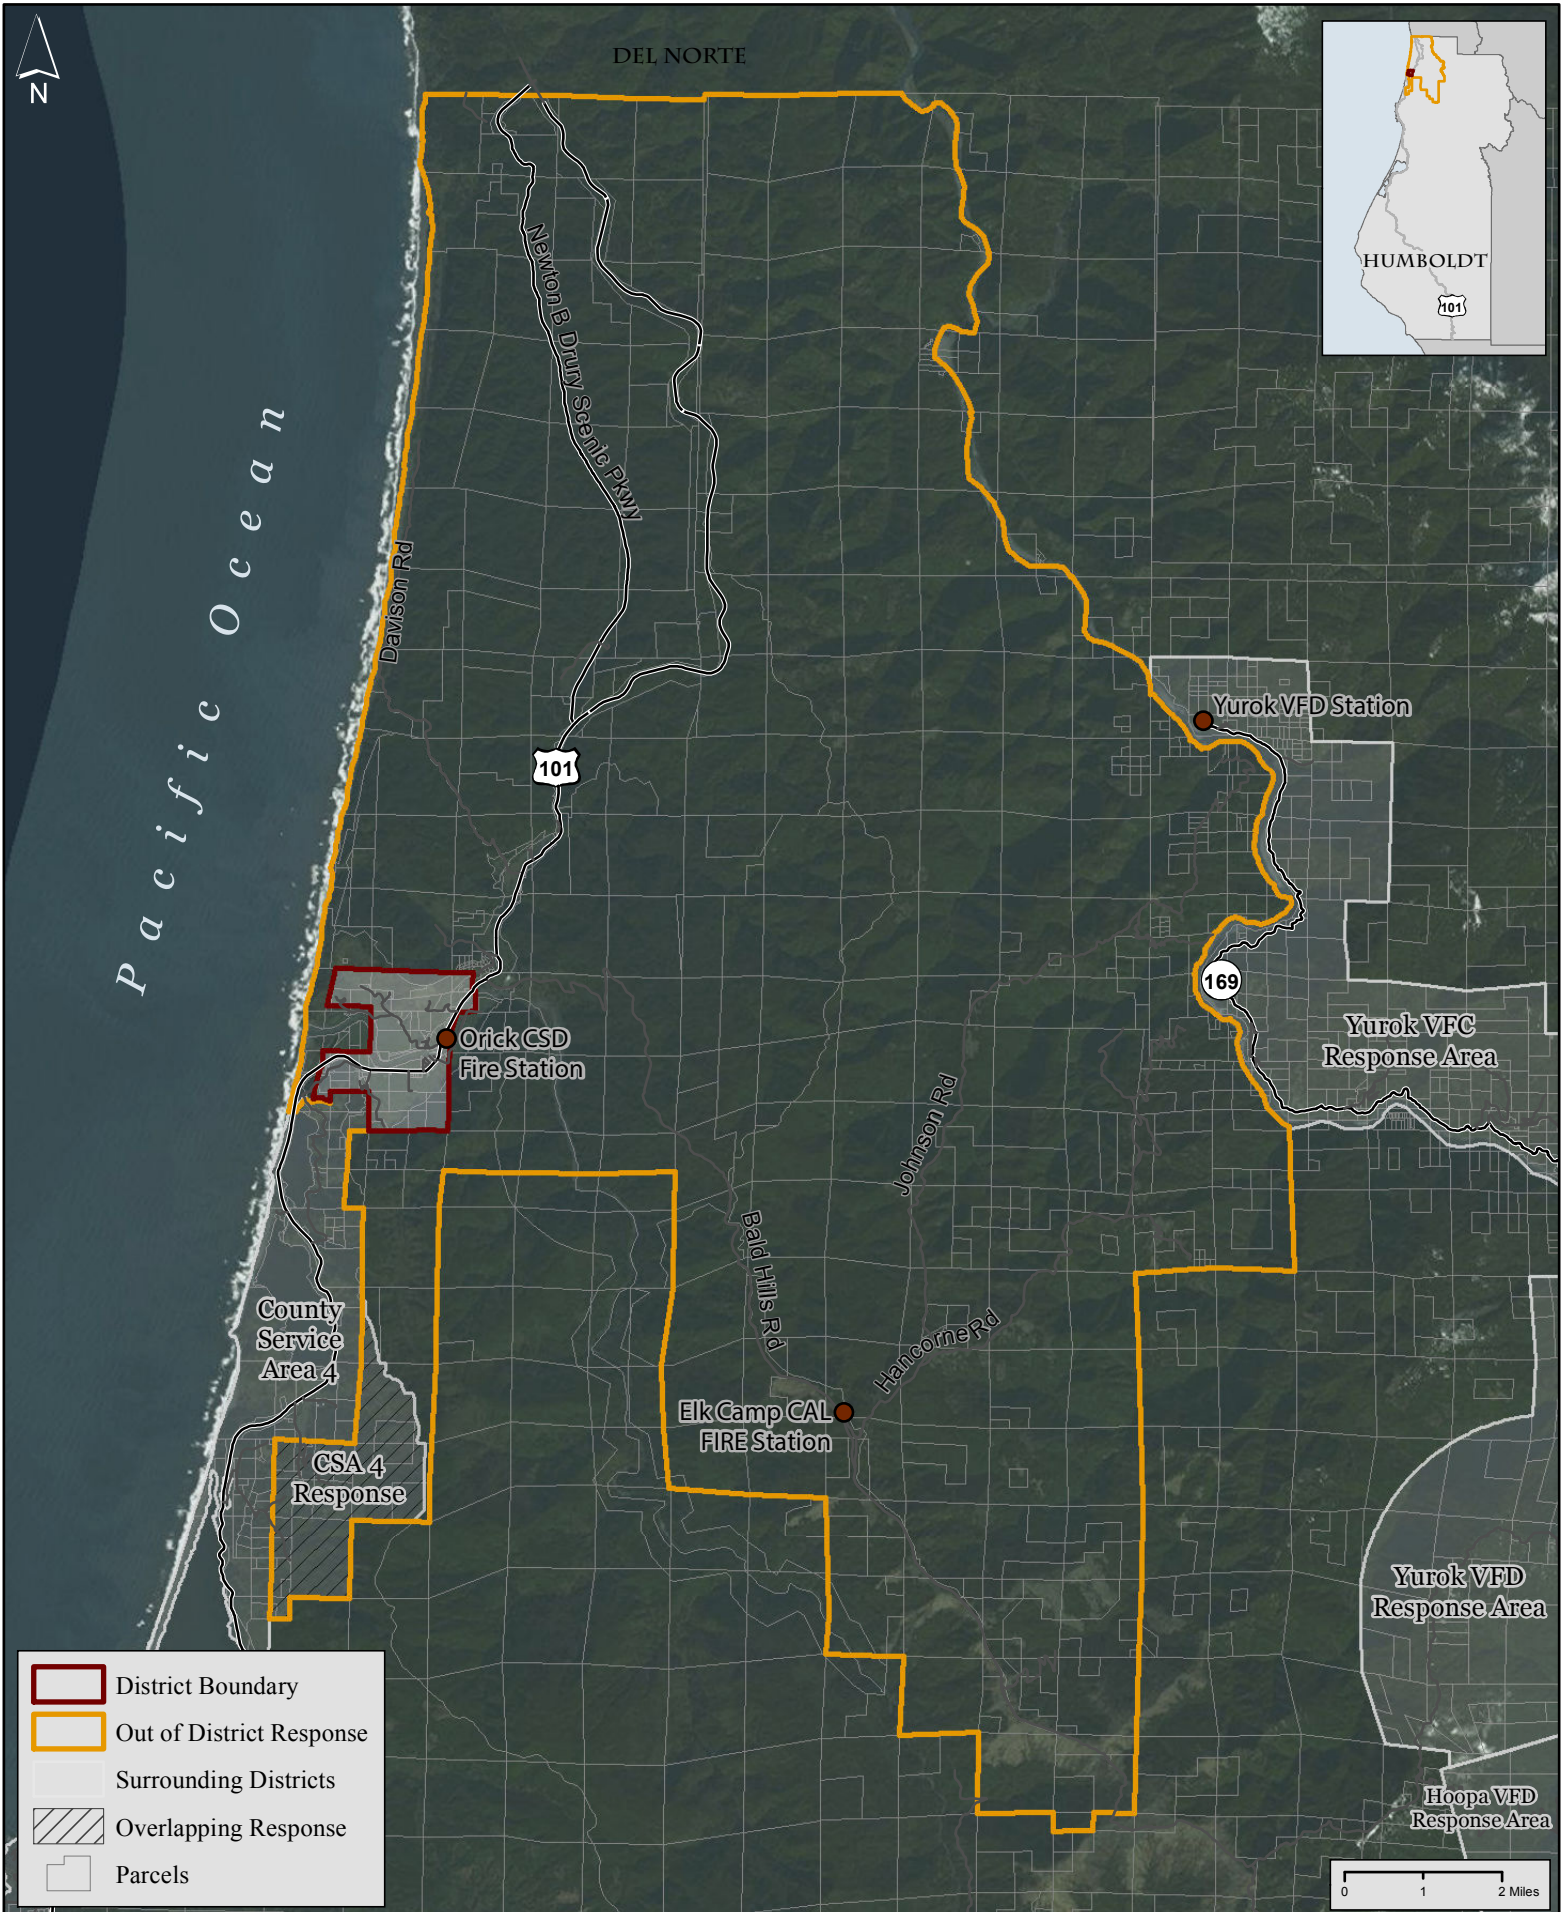 N
DEL NORTE
HUMBOLDT
101
Newton B Drury Scenic Pkwy
Pacific Ocean
Davison Rd
Yurok VFD Station
101
169
Orick CSD
Fire Station
Yurok VFC
Response Area
Johnson Rd
Bald Hills Rd
County
Service
Area 4
Hancorne Rd
Elk Camp CAL
FIRE Station
CSA 4
Response
Yurok VFD
Response Area
Hoopa VFD
Response Area
District Boundary
Out of District Response
Surrounding Districts
Overlapping Response
Parcels
0 1 2 Miles